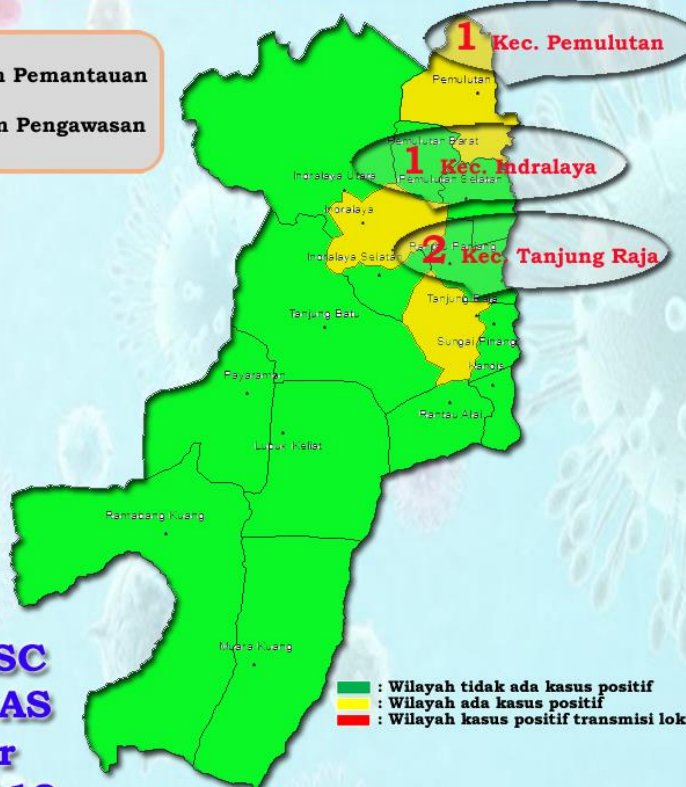 n Pemantauan
n Pengawasan
1 Kec. Pemulutan
Pemulutan
Pemulutan Barat
1 Kec. Indralaya
Indralaya Utara
Pemulutan Selatan
Indralaya
2 Kec. Tanjung Raja
Indralaya Selatan
Tanjung Raja
Tanjung Batu
Sungai Pinang
Kandis
Payaraman
Rantau Alai
Lubuk Keliat
Rambang Kuang
Muara Kuang
SC
AS
r
: Wilayah tidak ada kasus positif
: Wilayah ada kasus positif
: Wilayah kasus positif transmisi lok